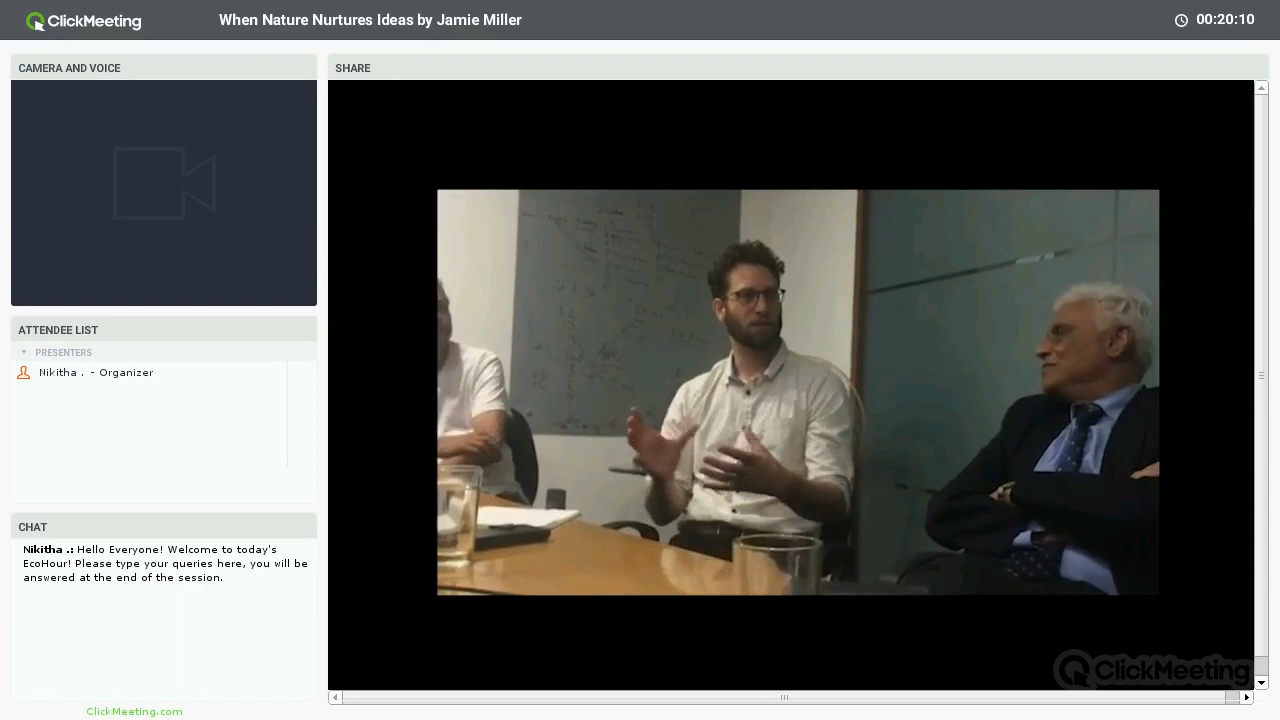 ClickMeeting
When Nature Nurtures Ideas by Jamie Miller
00:20:10
CAMERA AND VOICE
SHARE
ATTENDEE LIST
PRESENTERS
Nikitha . - Organizer
CHAT
Nikitha .: Hello Everyone! Welcome to today's
EcoHour! Please type your queries here, you will be
answered at the end of the session.
ClickMeeting.com
ClickMeeting